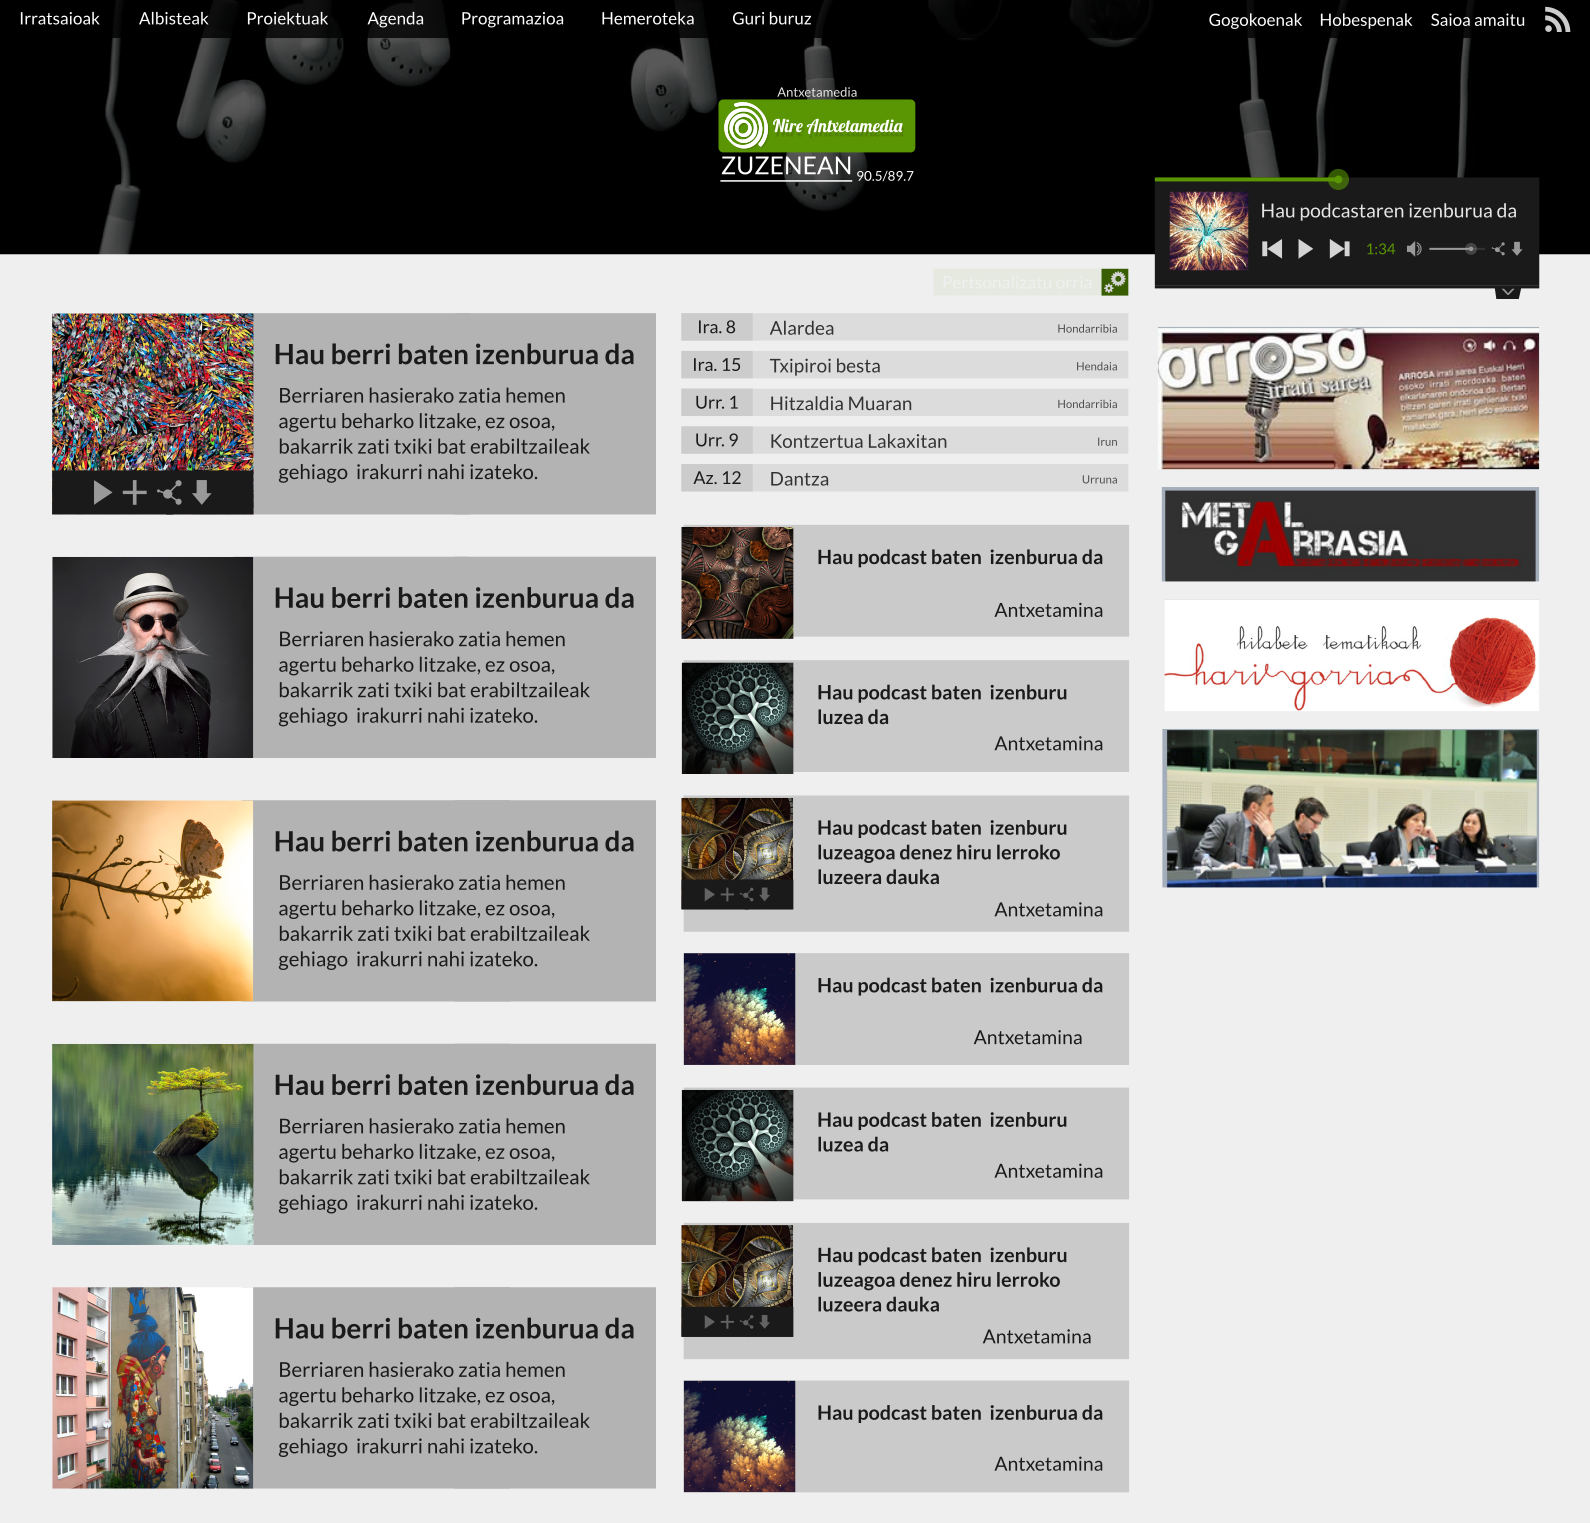 Irratsaioak Albisteak Proiektuak Agenda Programazioa Hemeroteka Guri buruz
Gogokoenak Hobespenak Saioa amaitu
Antxetamedia
Nire Antxetamedia
ZUZENEAN 90.5/89.7
Hau podcastaren izenburua da
1:34
Pertsonalizatu orria
Hau berri baten izenburua da
Berriaren hasierako zatia hemen
agertu beharko litzake, ez osoa,
bakarrik zati txiki bat erabiltzaileak
gehiago irakurri nahi izateko.
Hau berri baten izenburua da
Berriaren hasierako zatia hemen
agertu beharko litzake, ez osoa,
bakarrik zati txiki bat erabiltzaileak
gehiago irakurri nahi izateko.
Hau berri baten izenburua da
Berriaren hasierako zatia hemen
agertu beharko litzake, ez osoa,
bakarrik zati txiki bat erabiltzaileak
gehiago irakurri nahi izateko.
Hau berri baten izenburua da
Berriaren hasierako zatia hemen
agertu beharko litzake, ez osoa,
bakarrik zati txiki bat erabiltzaileak
gehiago irakurri nahi izateko.
Hau berri baten izenburua da
Berriaren hasierako zatia hemen
agertu beharko litzake, ez osoa,
bakarrik zati txiki bat erabiltzaileak
gehiago irakurri nahi izateko.
Ira. 8 Alardea Hondarribia
Ira. 15 Txipiroi besta Hendaia
Urr. 1 Hitzaldia Muaran Hondarribia
Urr. 9 Kontzertua Lakaxitan Irun
Az. 12 Dantza Urruna
Hau podcast baten izenburua da
Antxetamina
Hau podcast baten izenburu
luzea da
Antxetamina
Hau podcast baten izenburu
luzeagoa denez hiru lerroko
luzeera dauka
Antxetamina
Hau podcast baten izenburua da
Antxetamina
Hau podcast baten izenburu
luzea da
Antxetamina
Hau podcast baten izenburu
luzeagoa denez hiru lerroko
luzeera dauka
Antxetamina
Hau podcast baten izenburua da
Antxetamina
arrosa
irrati sarea
ARROSA irrati sarea Euskal Herri
osoko irrati mordoxka baten
elkarlanaren ondorioa da. Bertan
biltzen garen irrati gehienak txiki
xamarrak gara, herri edo eskualde
mailakoak.
METAL
GARRASIA
hilabete tematikoak
hari gorria